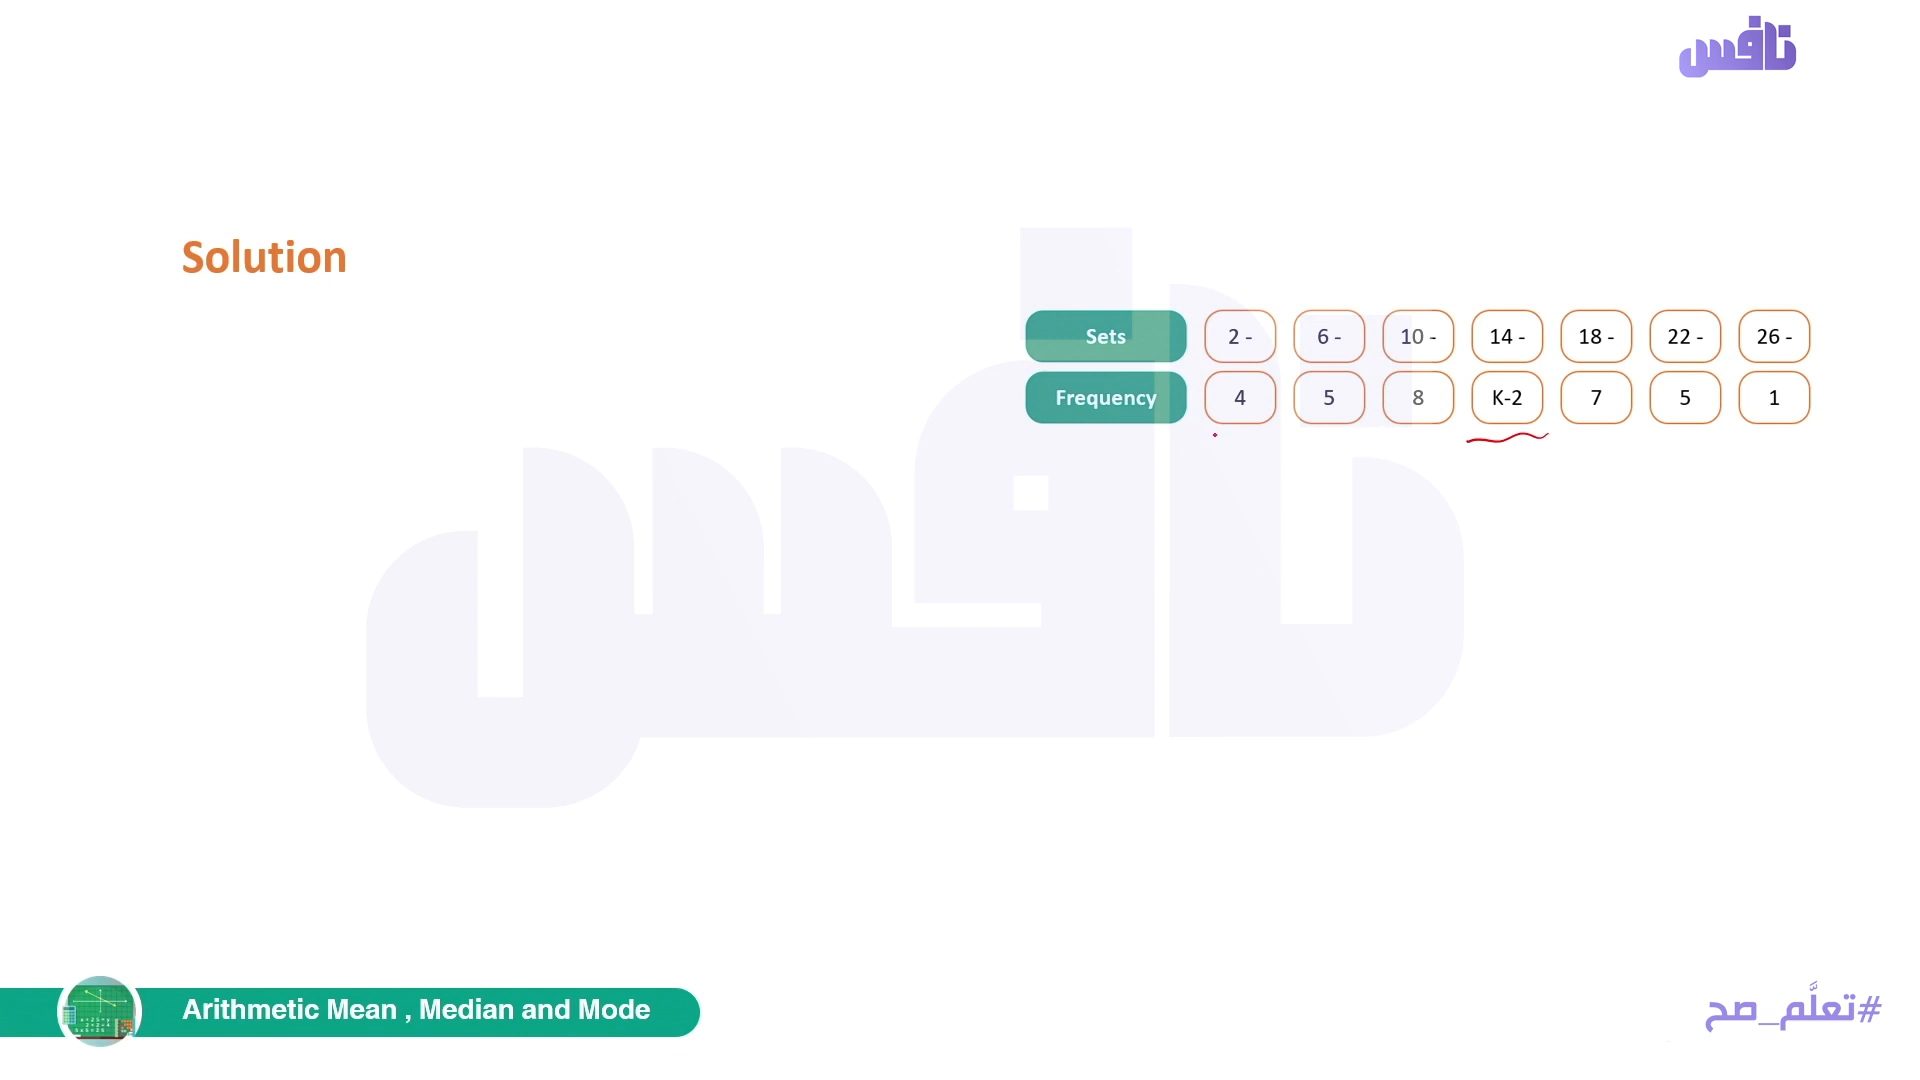 نافس
Solution
Sets 2 - 6 - 10 - 14 - 18 - 22 - 26 -
Frequency 4 5 8 K-2 7 5 1
Arithmetic Mean , Median and Mode
#تعلَّم_صح